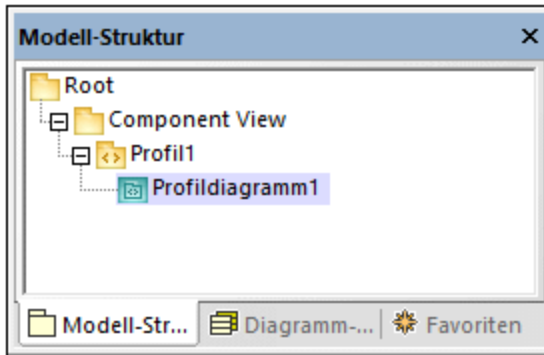 Modell-Struktur
Root
Component View
Profil1
Profildiagramm1
Modell-Str... Diagramm-... Favoriten